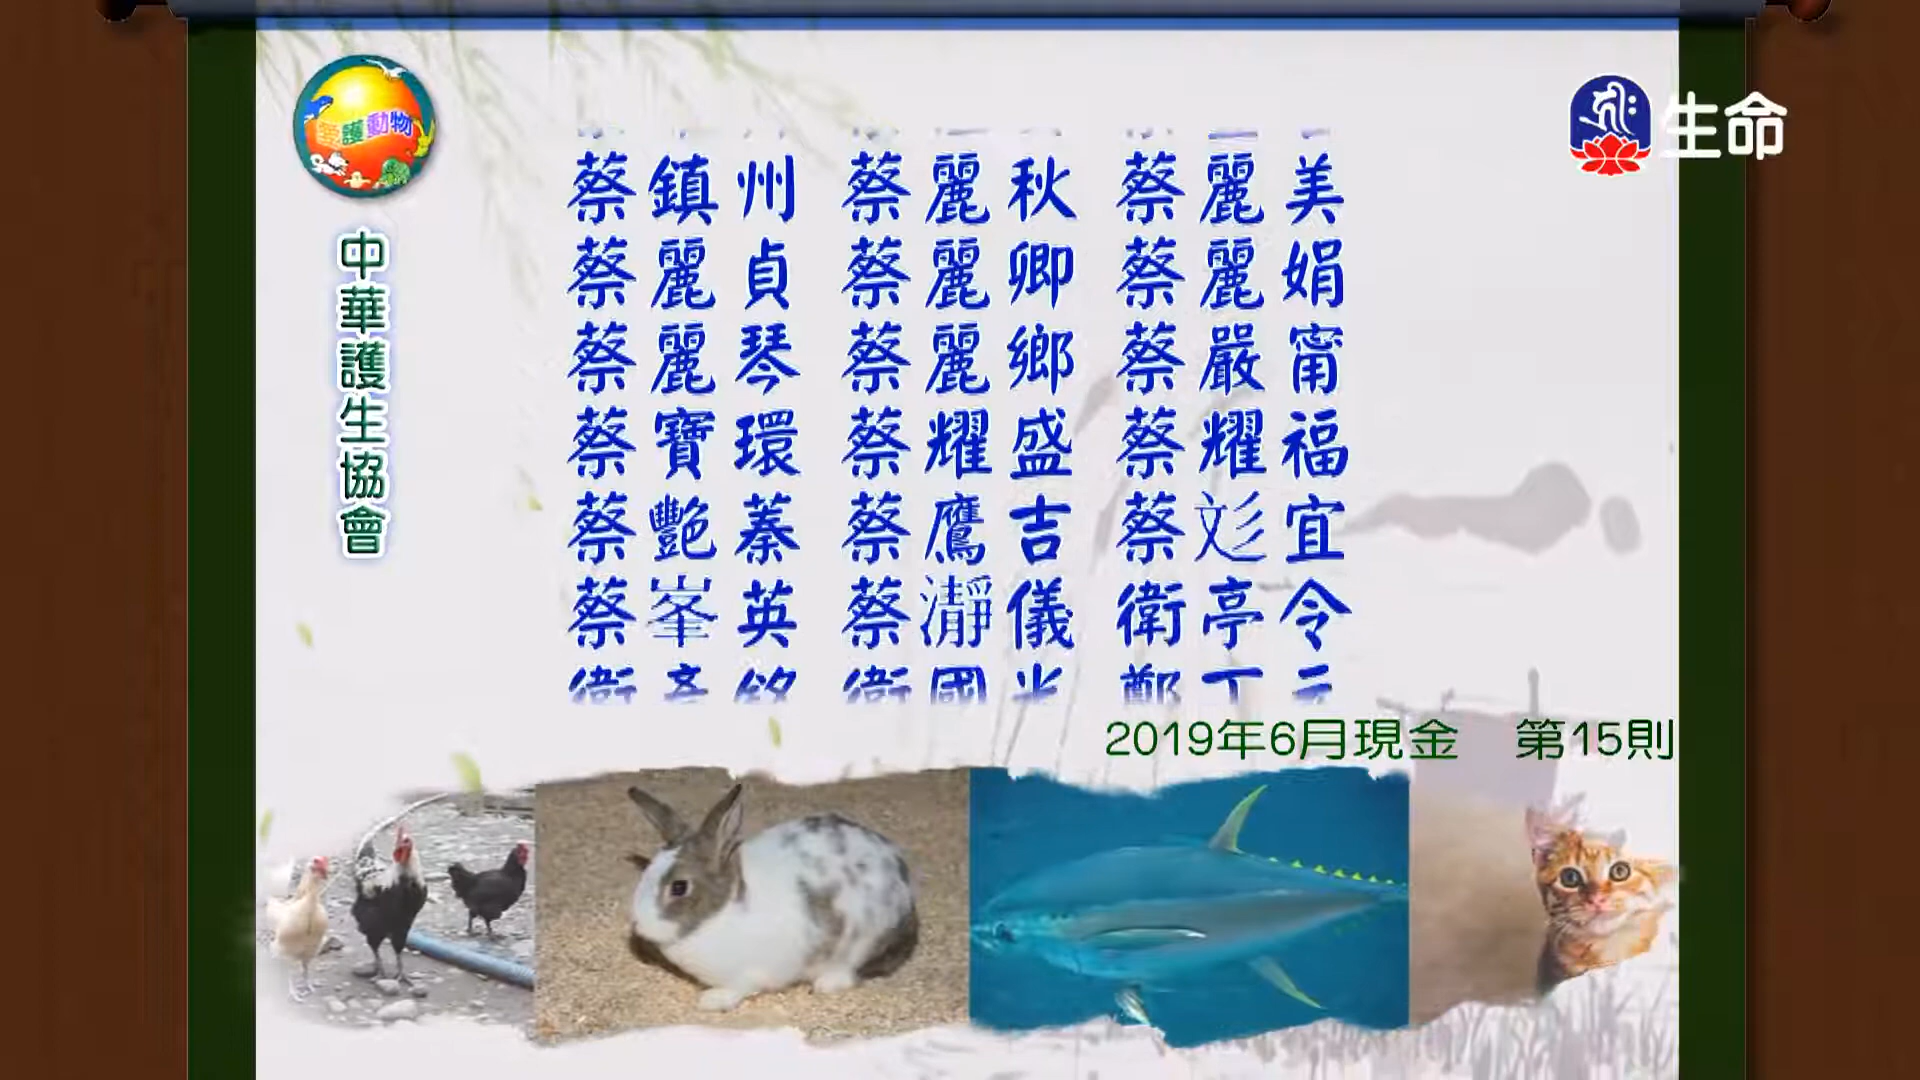 愛護動物
生命
中華護生協會
蔡鎮州 蔡麗秋 蔡麗美
蔡麗貞 蔡麗卿 蔡麗娟
蔡麗琴 蔡麗鄉 蔡嚴甯
蔡寶環 蔡耀盛 蔡耀福
蔡艷蓁 蔡鷹吉 蔡彣宜
蔡峯英 蔡瀞儀 衛亭令
2019年6月現金 第15則